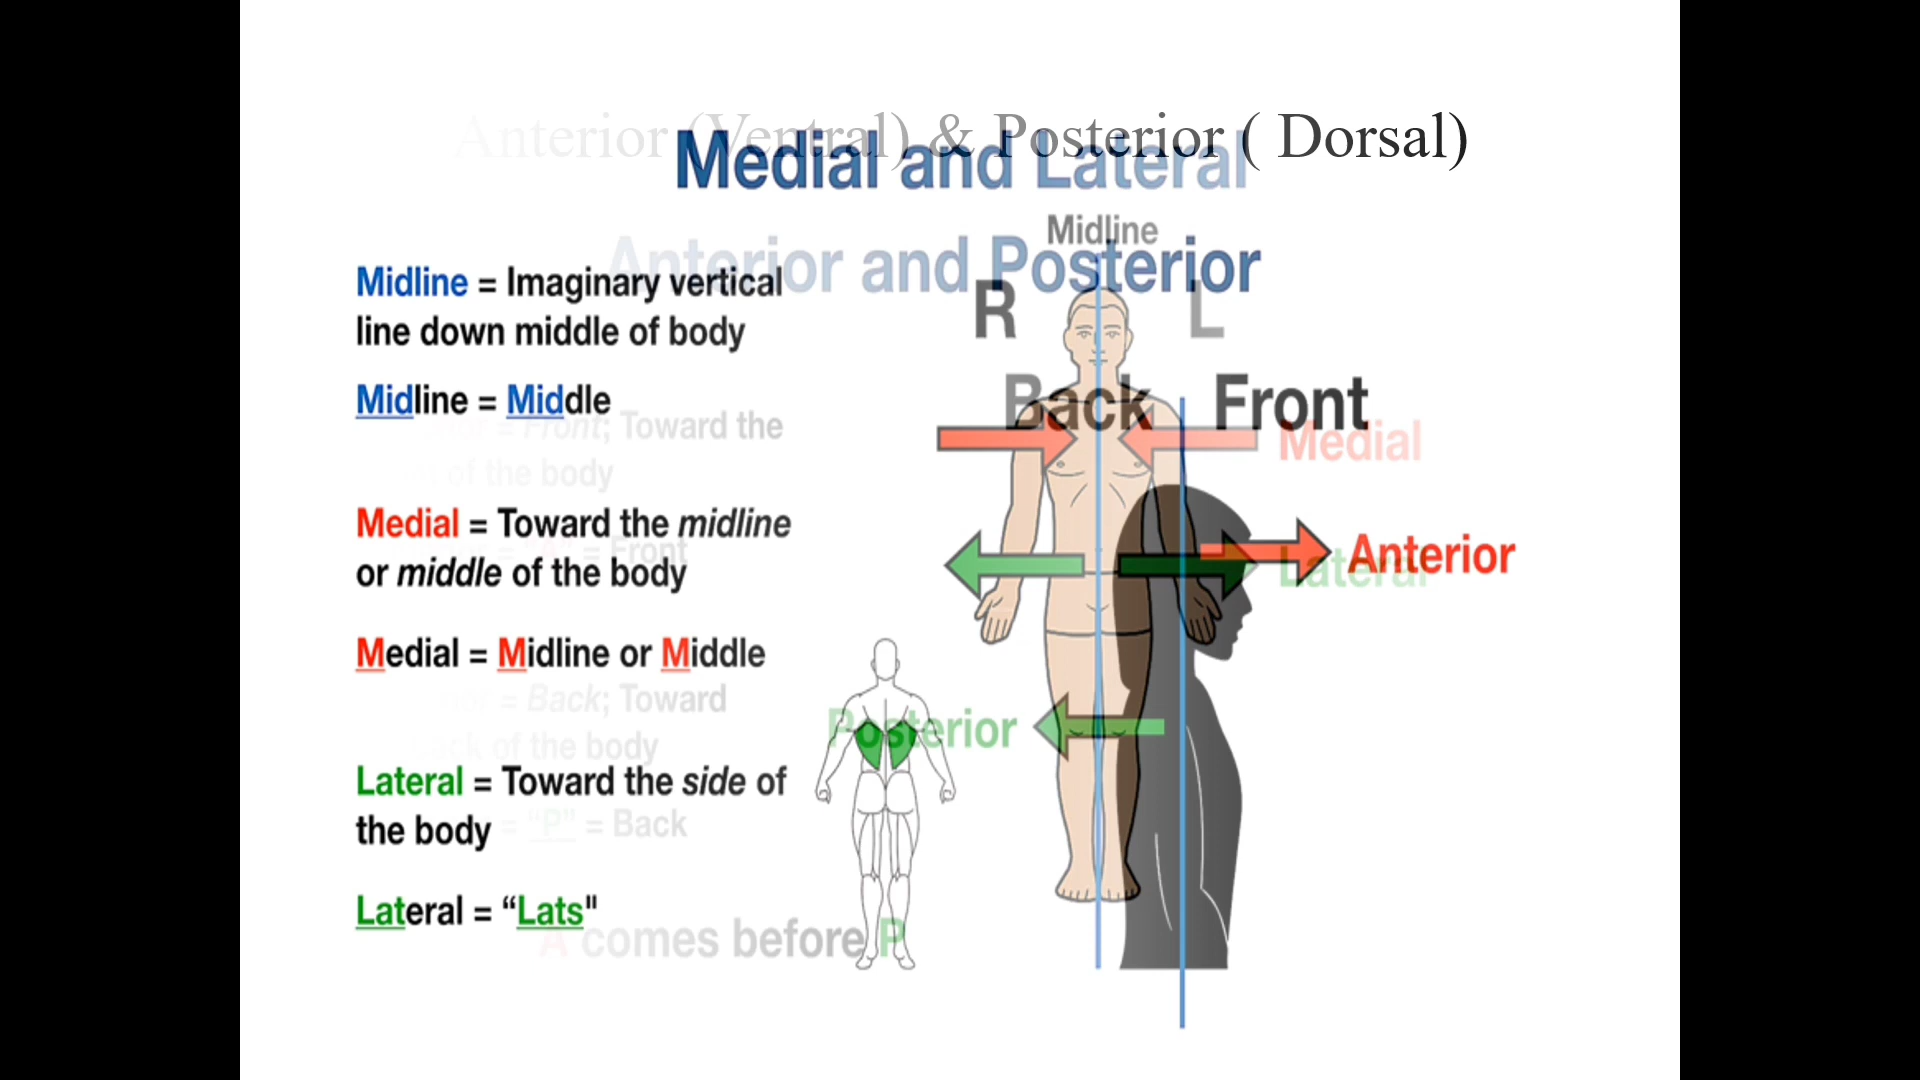 Anterior (Ventral) & Posterior ( Dorsal)
Medial and Lateral
Anterior and Posterior
Midline
R L
Back Front
Midline = Imaginary vertical
line down middle of body
Midline = Middle
= Front; Toward the
of the body
Medial
Medial = Toward the midline
or middle of the body
= "A" = Front
Anterior
Lateral
Medial = Midline or Middle
= Back; Toward
back of the body
Posterior
Lateral = Toward the side of
the body
= “P" = Back
Lateral = “Lats"
A comes before P